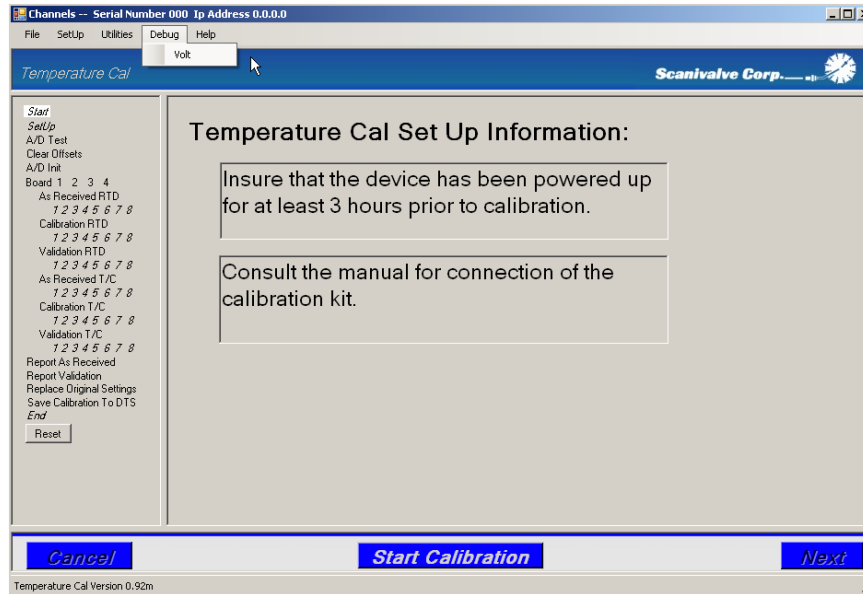 Channels -- Serial Number 000 Ip Address 0.0.0.0
File SetUp Utilities Debug Help
Volt
Temperature Cal
Scanivalve Corp.
Start
SetUp
A/D Test
Clear Offsets
A/D Init
Board 1 2 3 4
As Received RTD
1 2 3 4 5 6 7 8
Calibration RTD
1 2 3 4 5 6 7 8
Validation RTD
1 2 3 4 5 6 7 8
As Received T/C
1 2 3 4 5 6 7 8
Calibration T/C
1 2 3 4 5 6 7 8
Validation T/C
1 2 3 4 5 6 7 8
Report As Received
Report Validation
Replace Original Settings
Save Calibration To DTS
End
Reset
Temperature Cal Set Up Information:
Insure that the device has been powered up
for at least 3 hours prior to calibration.
Consult the manual for connection of the
calibration kit.
Cancel
Start Calibration
Next
Temperature Cal Version 0.92m